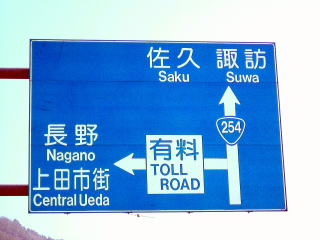 佐久 諏訪
Saku Suwa
254
長野
Nagano
上田市街
Central Ueda
有料
TOLL
ROAD